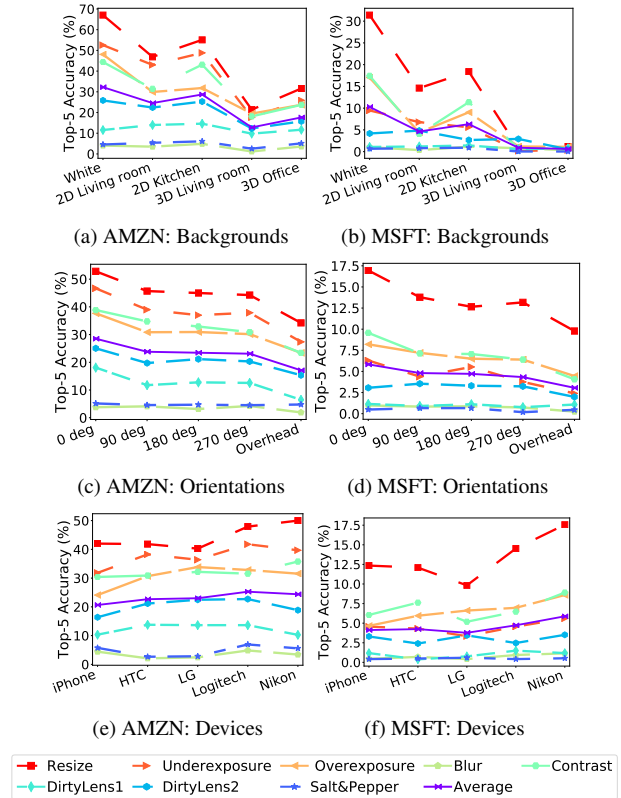 Top-5 Accuracy (%)
70
60
50
40
30
20
10
0
White
2D Living room
2D Kitchen
3D Living room
3D Office
(a) AMZN: Backgrounds
Top-5 Accuracy (%)
30
25
20
15
10
5
0
White
2D Living room
2D Kitchen
3D Living room
3D Office
(b) MSFT: Backgrounds
Top-5 Accuracy (%)
50
40
30
20
10
0
0 deg
90 deg
180 deg
270 deg
Overhead
(c) AMZN: Orientations
Top-5 Accuracy (%)
17.5
15.0
12.5
10.0
7.5
5.0
2.5
0.0
0 deg
90 deg
180 deg
270 deg
Overhead
(d) MSFT: Orientations
Top-5 Accuracy (%)
50
40
30
20
10
0
iPhone
HTC
LG
Logitech
Nikon
(e) AMZN: Devices
Top-5 Accuracy (%)
17.5
15.0
12.5
10.0
7.5
5.0
2.5
0.0
iPhone
HTC
LG
Logitech
Nikon
(f) MSFT: Devices
Resize Underexposure Overexposure Blur Contrast
DirtyLens1 DirtyLens2 Salt&Pepper Average